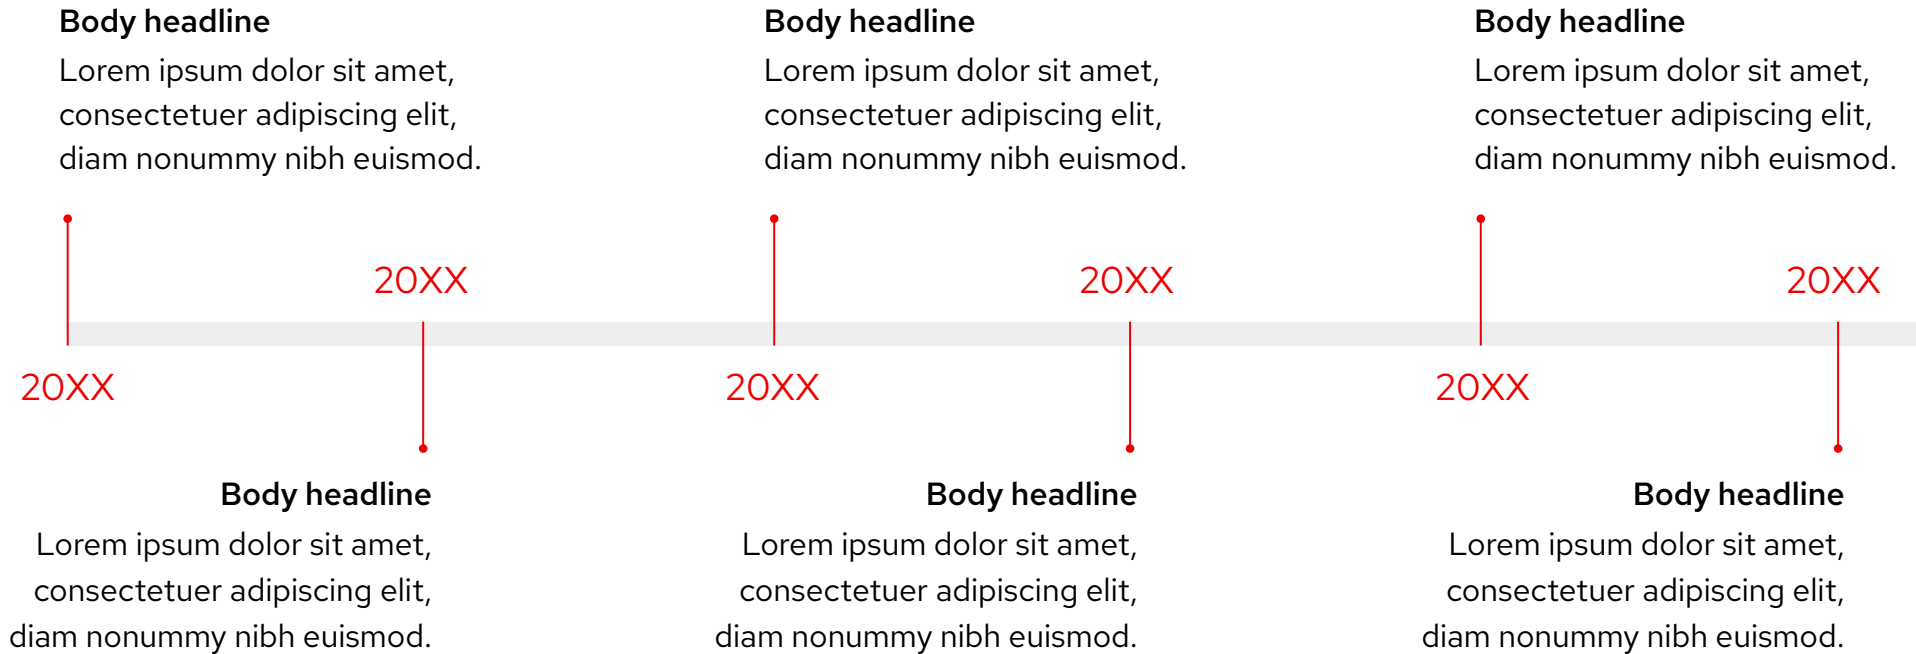 Body headline
Lorem ipsum dolor sit amet,
consectetuer adipiscing elit,
diam nonummy nibh euismod.
Body headline
Lorem ipsum dolor sit amet,
consectetuer adipiscing elit,
diam nonummy nibh euismod.
Body headline
Lorem ipsum dolor sit amet,
consectetuer adipiscing elit,
diam nonummy nibh euismod.
20XX
20XX
20XX
20XX
20XX
20XX
Body headline
Lorem ipsum dolor sit amet,
consectetuer adipiscing elit,
diam nonummy nibh euismod.
Body headline
Lorem ipsum dolor sit amet,
consectetuer adipiscing elit,
diam nonummy nibh euismod.
Body headline
Lorem ipsum dolor sit amet,
consectetuer adipiscing elit,
diam nonummy nibh euismod.